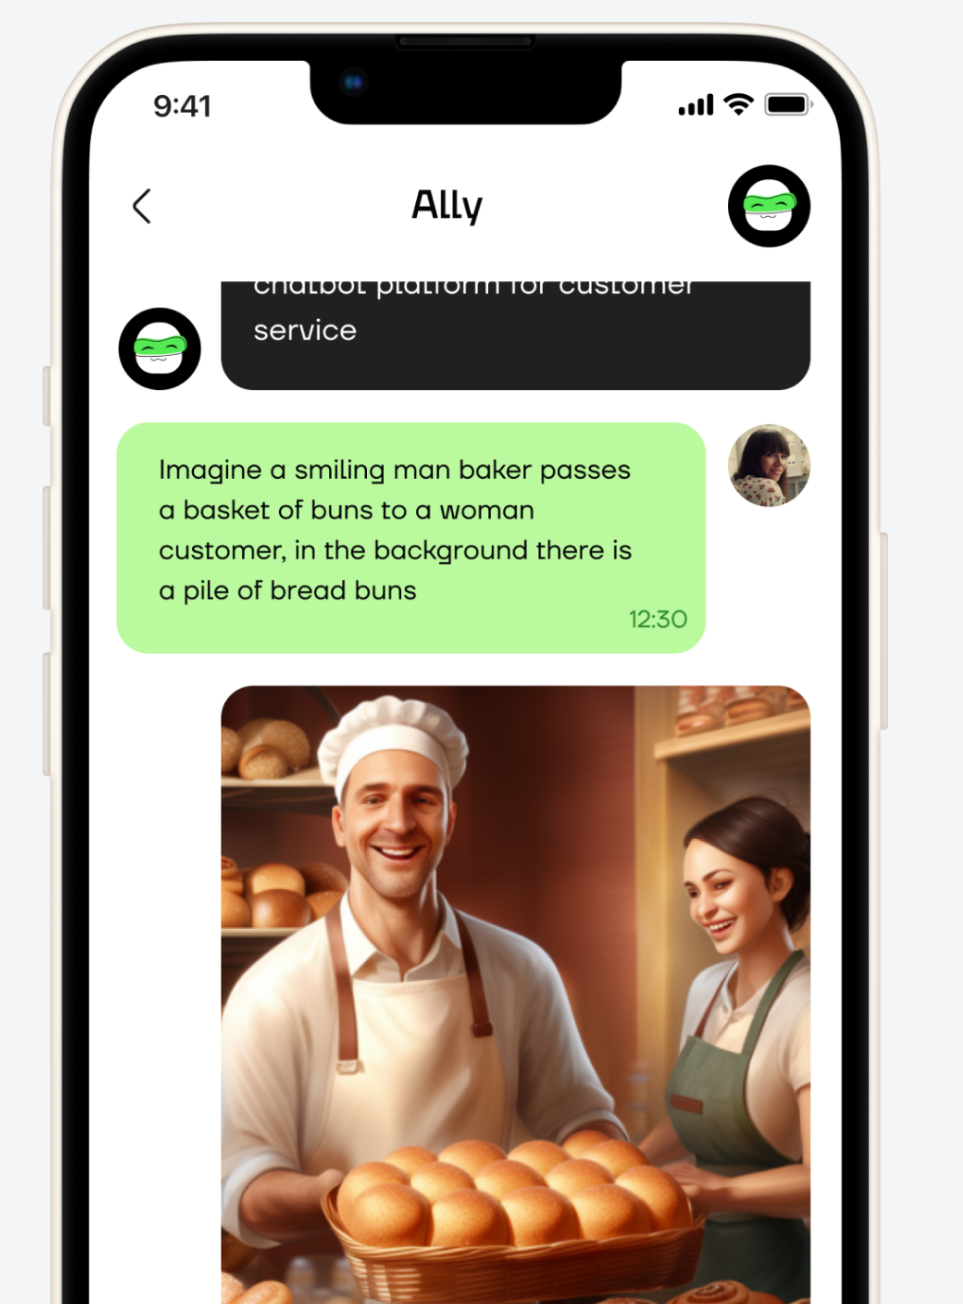 9:41
Ally
chatbot platform for customer
service
Imagine a smiling man baker passes
a basket of buns to a woman
customer, in the background there is
a pile of bread buns
12:30